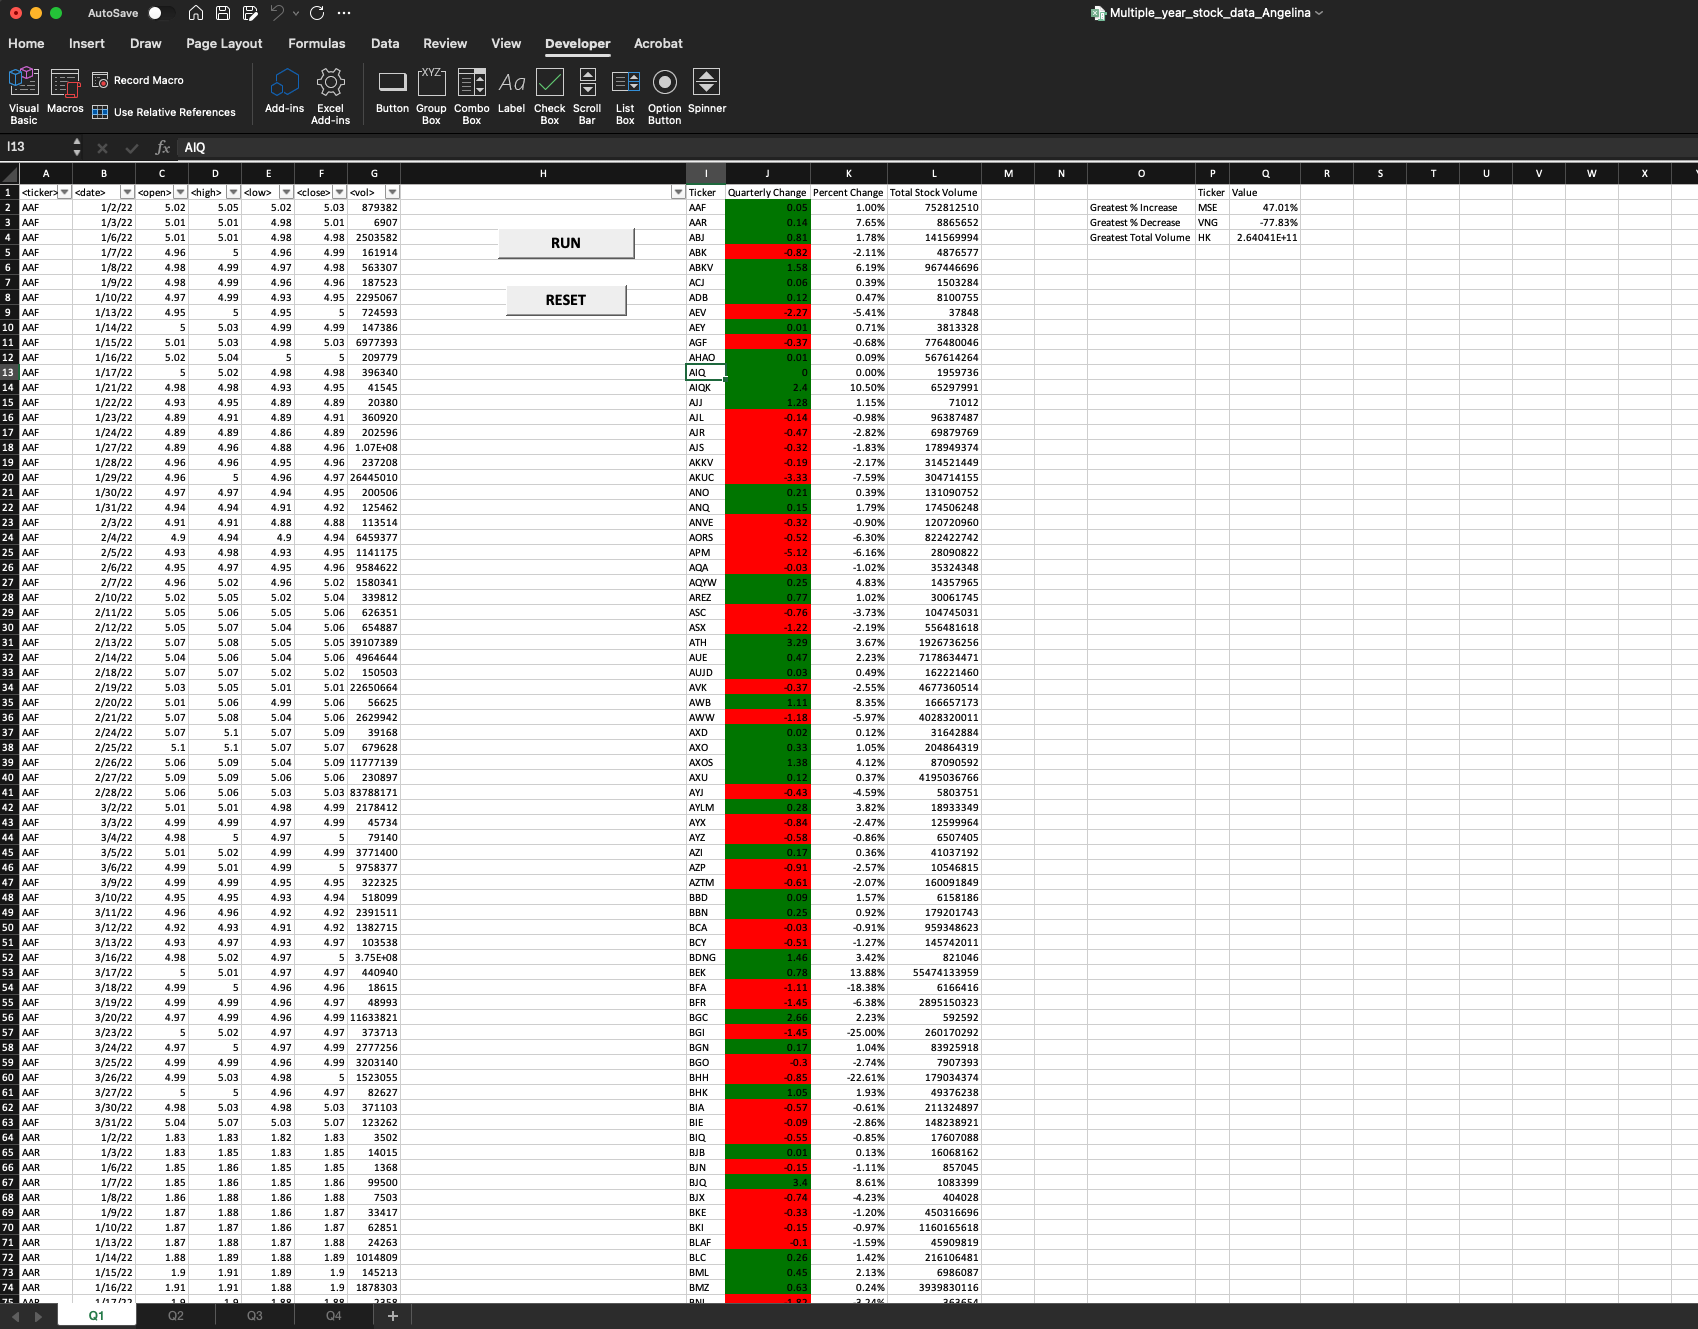 AutoSave
Multiple_year_stock_data_Angelina
Home Insert Draw Page Layout Formulas Data Review View Developer Acrobat
Visual Basic Macros Record Macro Use Relative References Add-ins Excel Add-ins Button Group Box Combo Box Label Check Box Scroll Bar List Box Option Button Spinner
XYZ Aa
I13 fx AIQ
A B C D E F G H I J K L M N O P Q R S T U V W X
1 <ticker> <date> <open> <high> <low> <close> <vol> Ticker Quarterly Change Percent Change Total Stock Volume Ticker Value
2 AAF 1/2/22 5.02 5.05 5.02 5.03 879382 AAF 0.05 1.00% 752812510 Greatest % Increase MSE 47.01%
3 AAF 1/3/22 5.01 5.01 4.98 5.01 6907 AAR 0.14 7.65% 8865652 Greatest % Decrease VNG -77.83%
4 AAF 1/6/22 5.01 5.01 4.98 4.98 2503582 RUN ABJ 0.81 1.78% 141569994 Greatest Total Volume HK 2.64041E+11
5 AAF 1/7/22 4.96 5 4.96 4.99 161914 ABK -0.82 -2.11% 4876577
6 AAF 1/8/22 4.98 4.99 4.97 4.98 563307 ABKV 1.58 6.19% 967446696
7 AAF 1/9/22 4.98 4.99 4.96 4.96 187523 ACJ 0.06 0.39% 1503284
8 AAF 1/10/22 4.97 4.99 4.93 4.95 2295067 RESET ADB 0.12 0.47% 8100755
9 AAF 1/13/22 4.95 5 4.95 5 724593 AEV -2.27 -5.41% 37848
10 AAF 1/14/22 5 5.03 4.99 4.99 147386 AEY 0.01 0.71% 3813328
11 AAF 1/15/22 5.01 5.03 4.98 5.03 6977393 AGF -0.37 -0.68% 776480046
12 AAF 1/16/22 5.02 5.04 5 5 209779 AHAO 0.01 0.09% 567614264
13 AAF 1/17/22 5 5.02 4.98 4.98 396340 AIQ 0 0.00% 1959736
14 AAF 1/21/22 4.98 4.98 4.93 4.95 41545 AIQK 2.4 10.50% 65297991
15 AAF 1/22/22 4.93 4.95 4.89 4.89 20380 AJJ 1.28 1.15% 71012
16 AAF 1/23/22 4.89 4.91 4.89 4.91 360920 AJL -0.14 -0.98% 96387487
17 AAF 1/24/22 4.89 4.89 4.86 4.89 202596 AJR -0.47 -2.82% 69879769
18 AAF 1/27/22 4.89 4.96 4.88 4.96 1.07E+08 AJS -0.32 -1.83% 178949374
19 AAF 1/28/22 4.96 4.96 4.95 4.96 237208 AKKV -0.19 -2.17% 314521449
20 AAF 1/29/22 4.96 5 4.96 4.97 26445010 AKUC -3.33 -7.59% 304714155
21 AAF 1/30/22 4.97 4.97 4.94 4.95 200506 ANO 0.21 0.39% 131090752
22 AAF 1/31/22 4.94 4.94 4.91 4.92 125462 ANQ 0.15 1.79% 174506248
23 AAF 2/3/22 4.91 4.91 4.88 4.88 113514 ANVE -0.32 -0.90% 120720960
24 AAF 2/4/22 4.9 4.94 4.9 4.94 6459377 AORS -0.52 -6.30% 822422742
25 AAF 2/5/22 4.93 4.98 4.93 4.95 1141175 APM -5.12 -6.16% 28090822
26 AAF 2/6/22 4.95 4.97 4.95 4.96 9584622 AQA -0.03 -1.02% 35324348
27 AAF 2/7/22 4.96 5.02 4.96 5.02 1580341 AQYW 0.25 4.83% 14357965
28 AAF 2/10/22 5.02 5.05 5.02 5.04 339812 AREZ 0.77 1.02% 30061745
29 AAF 2/11/22 5.05 5.06 5.05 5.06 626351 ASC -0.76 -3.73% 104745031
30 AAF 2/12/22 5.05 5.07 5.04 5.06 654887 ASX -1.22 -2.19% 556481618
31 AAF 2/13/22 5.07 5.08 5.05 5.05 39107389 ATH 3.29 3.67% 1926736256
32 AAF 2/14/22 5.04 5.06 5.04 5.06 4964644 AUE 0.47 2.23% 7178634471
33 AAF 2/18/22 5.07 5.07 5.02 5.02 150503 AUJD 0.03 0.49% 162221460
34 AAF 2/19/22 5.03 5.05 5.01 5.01 22650664 AVK -0.37 -2.55% 4677360514
35 AAF 2/20/22 5.01 5.06 4.99 5.06 56625 AWB 1.11 8.35% 166657173
36 AAF 2/21/22 5.07 5.08 5.04 5.06 2629942 AWW -1.18 -5.97% 4028320011
37 AAF 2/24/22 5.07 5.1 5.07 5.09 39168 AXD 0.02 0.12% 31642884
38 AAF 2/25/22 5.1 5.1 5.07 5.07 679628 AXO 0.33 1.05% 204864319
39 AAF 2/26/22 5.06 5.09 5.04 5.09 11777139 AXOS 1.38 4.12% 87090592
40 AAF 2/27/22 5.09 5.09 5.06 5.06 230897 AXU 0.12 0.37% 4195036766
41 AAF 2/28/22 5.06 5.06 5.03 5.03 83788171 AYJ -0.43 -4.59% 5803751
42 AAF 3/2/22 5.01 5.01 4.98 4.99 2178412 AYLM 0.28 3.82% 18933349
43 AAF 3/3/22 4.99 4.99 4.97 4.99 45734 AYX -0.84 -2.47% 12599964
44 AAF 3/4/22 4.98 5 4.97 5 79140 AYZ -0.58 -0.86% 6507405
45 AAF 3/5/22 5.01 5.02 4.99 4.99 3771400 AZI 0.17 0.36% 41037192
46 AAF 3/6/22 4.99 5.01 4.99 5 9758377 AZP -0.91 -2.57% 10546815
47 AAF 3/9/22 4.99 4.99 4.95 4.95 322325 AZTM -0.61 -2.07% 160091849
48 AAF 3/10/22 4.95 4.95 4.93 4.94 518099 BBD 0.09 1.57% 6158186
49 AAF 3/11/22 4.96 4.96 4.92 4.92 2391511 BBN 0.25 0.92% 179201743
50 AAF 3/12/22 4.92 4.93 4.91 4.92 1382715 BCA -0.03 -0.91% 959348623
51 AAF 3/13/22 4.93 4.97 4.93 4.97 103538 BCY -0.51 -1.27% 145742011
52 AAF 3/16/22 4.98 5.02 4.97 5 3.75E+08 BDNG 1.46 3.42% 821046
53 AAF 3/17/22 5 5.01 4.97 4.97 440940 BEK 0.78 13.88% 55474133959
54 AAF 3/18/22 4.99 5 4.96 4.96 18615 BFA -1.11 -18.38% 6166416
55 AAF 3/19/22 4.99 4.99 4.96 4.97 48993 BFR -1.45 -6.38% 2895150323
56 AAF 3/20/22 4.97 4.99 4.96 4.99 11633821 BGC 2.66 2.23% 592592
57 AAF 3/23/22 5 5.02 4.97 4.97 373713 BGI -1.45 -25.00% 260170292
58 AAF 3/24/22 4.97 5 4.97 4.99 2777256 BGN 0.17 1.04% 83925918
59 AAF 3/25/22 4.99 4.99 4.96 4.99 3203140 BGO -0.3 -2.74% 7907393
60 AAF 3/26/22 4.99 5.03 4.98 5 1523055 BHH -0.85 -22.61% 179034374
61 AAF 3/27/22 5 5 4.96 4.97 82627 BHK 1.05 1.93% 49376238
62 AAF 3/30/22 4.98 5.03 4.98 5.03 371103 BIA -0.57 -0.61% 211324897
63 AAF 3/31/22 5.04 5.07 5.03 5.07 123262 BIE -0.09 -2.86% 148238921
64 AAR 1/2/22 1.83 1.83 1.82 1.83 3502 BIQ -0.55 -0.85% 17607088
65 AAR 1/3/22 1.83 1.85 1.83 1.85 14015 BJB 0.01 0.13% 16068162
66 AAR 1/6/22 1.85 1.86 1.85 1.85 1368 BJN -0.15 -1.11% 857045
67 AAR 1/7/22 1.85 1.86 1.85 1.86 99500 BJQ 3.4 8.61% 1083399
68 AAR 1/8/22 1.86 1.88 1.86 1.88 7503 BJX -0.74 -4.23% 404028
69 AAR 1/9/22 1.87 1.88 1.86 1.87 33417 BKE -0.33 -1.20% 450316696
70 AAR 1/10/22 1.87 1.87 1.86 1.87 62851 BKI -0.15 -0.97% 1160165618
71 AAR 1/13/22 1.87 1.88 1.87 1.88 24263 BLAF -0.1 -1.59% 45909819
72 AAR 1/14/22 1.88 1.89 1.88 1.89 1014809 BLC 0.26 1.42% 216106481
73 AAR 1/15/22 1.9 1.91 1.89 1.9 145213 BML 0.45 2.13% 6986087
74 AAR 1/16/22 1.91 1.91 1.88 1.9 1878303 BMZ 0.63 0.24% 3939830116
75 AAR 1/17/22 1.9 1.9 1.88 1.88 2358 BNL -1.82 -3.24% 363654
Q1 Q2 Q3 Q4 +